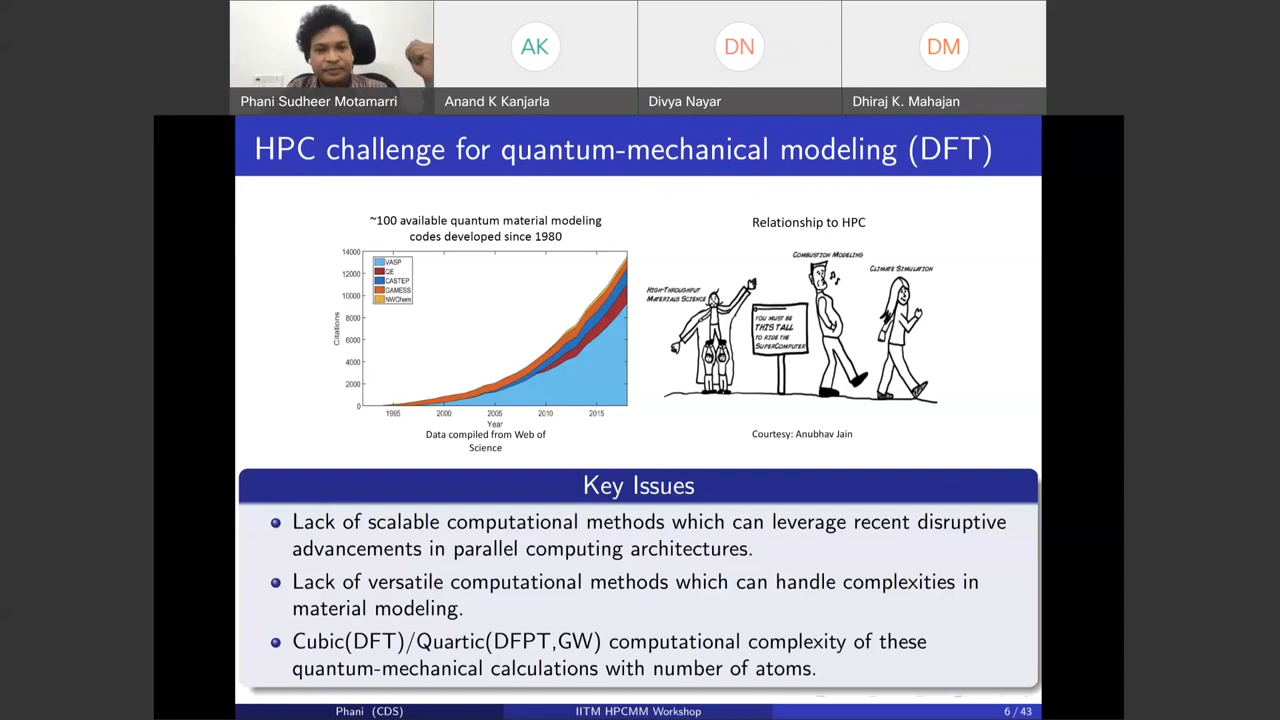 AK
DN
DM
Phani Sudheer Motamarri
Anand K Kanjarla
Divya Nayar
Dhiraj K. Mahajan
HPC challenge for quantum-mechanical modeling (DFT)
~100 available quantum material modeling
codes developed since 1980
14000
12000
10000
8000
6000
4000
2000
0
Citations
VASP
QE
CASTEP
GAMESS
NWChem
1995
2000
2005
2010
2015
Year
Data compiled from Web of
Science
Relationship to HPC
HIGH-THROUGHPUT
MATERIALS SCIENCE
COMBUSTION MODELING
CLIMATE SIMULATION
YOU MUST BE
THIS TALL
TO RIDE THE
SUPERCOMPUTER
Courtesy: Anubhav Jain
Key Issues
Lack of scalable computational methods which can leverage recent disruptive
advancements in parallel computing architectures.
Lack of versatile computational methods which can handle complexities in
material modeling.
Cubic(DFT)/Quartic(DFPT,GW) computational complexity of these
quantum-mechanical calculations with number of atoms.
Phani (CDS)
IITM HPCMM Workshop
6 / 43